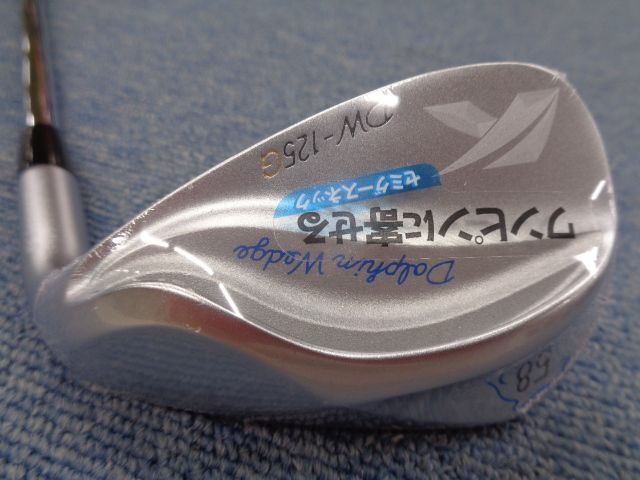 DW-125G
セミグースネック
ワンピンに寄せる
Dolphin Wedge
58